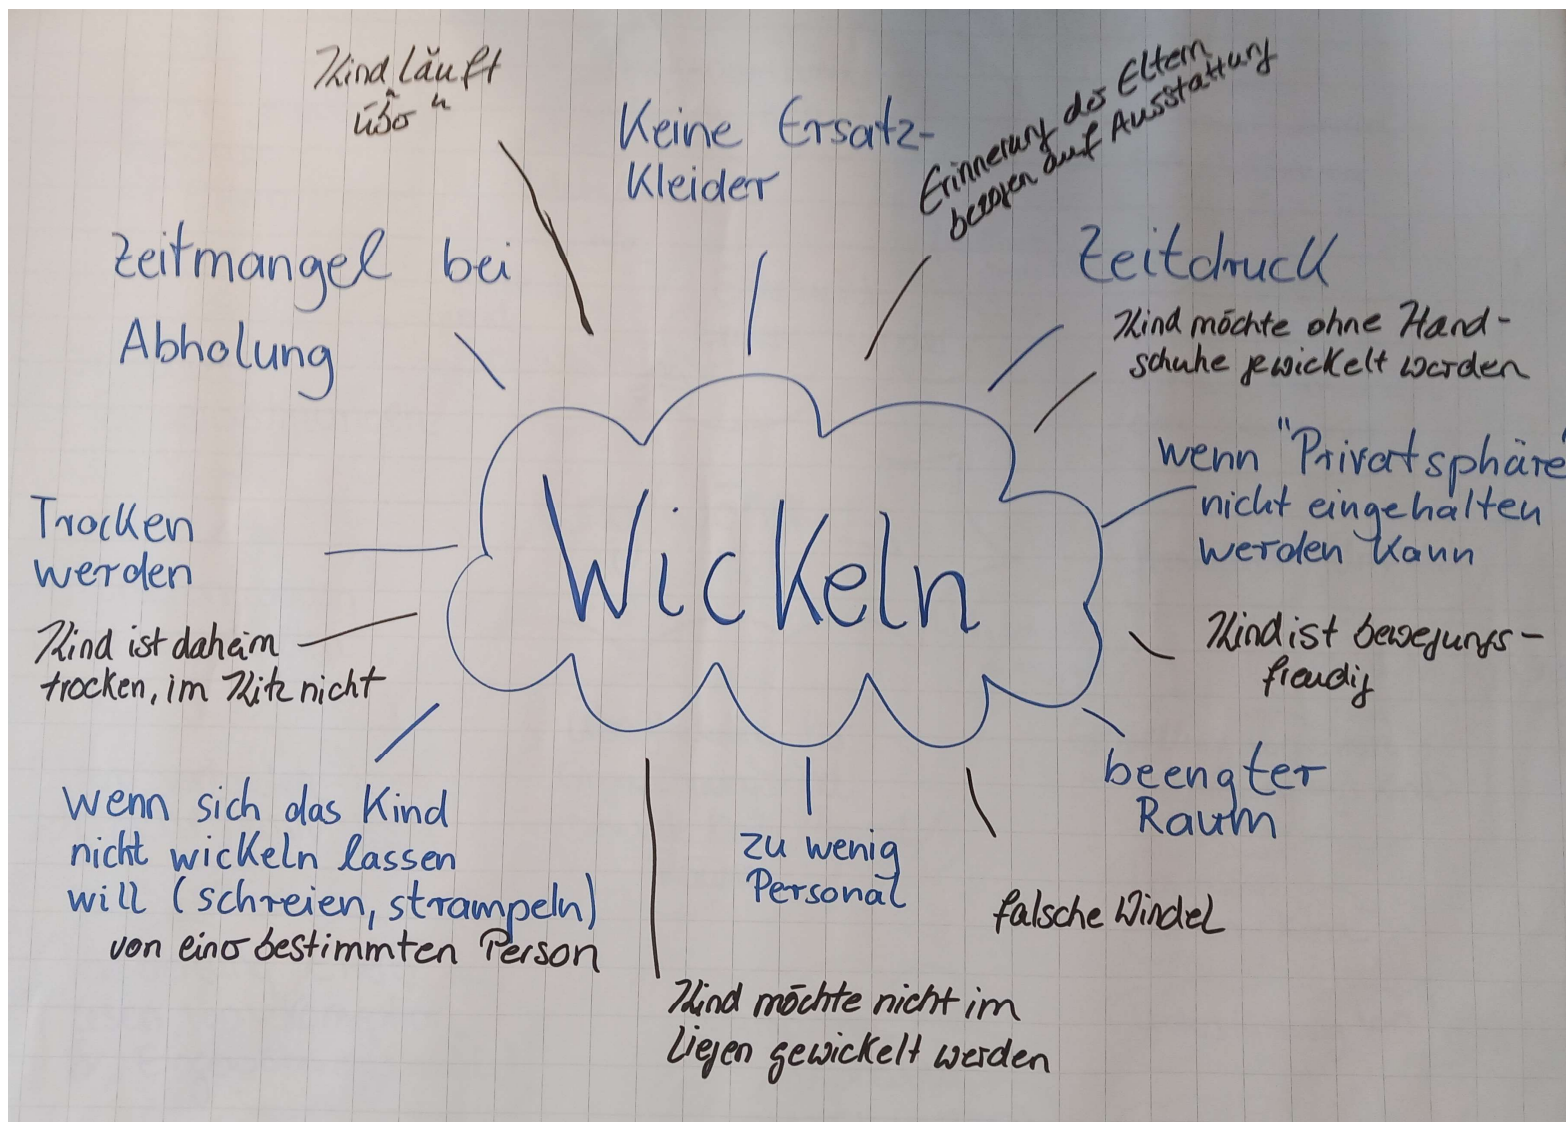 Kind läuft
über"
Keine Ersatz-
Kleider
Erinnerung der Eltern
bezogen auf Ausstattung
Zeitmangel bei
Abholung
Zeitdruck
Kind möchte ohne Hand-
schuhe gewickelt werden
wenn "Privatsphäre"
nicht eingehalten
werden kann
Trocken
werden
Wickeln
Kind ist daheim
trocken, im Kitz nicht
Kind ist bewegungs-
freudig
beengter
Raum
wenn sich das Kind
nicht wickeln lassen
will (schreien, strampeln)
von einer bestimmten Person
zu wenig
Personal
falsche Windel
Kind möchte nicht im
Liegen gewickelt werden